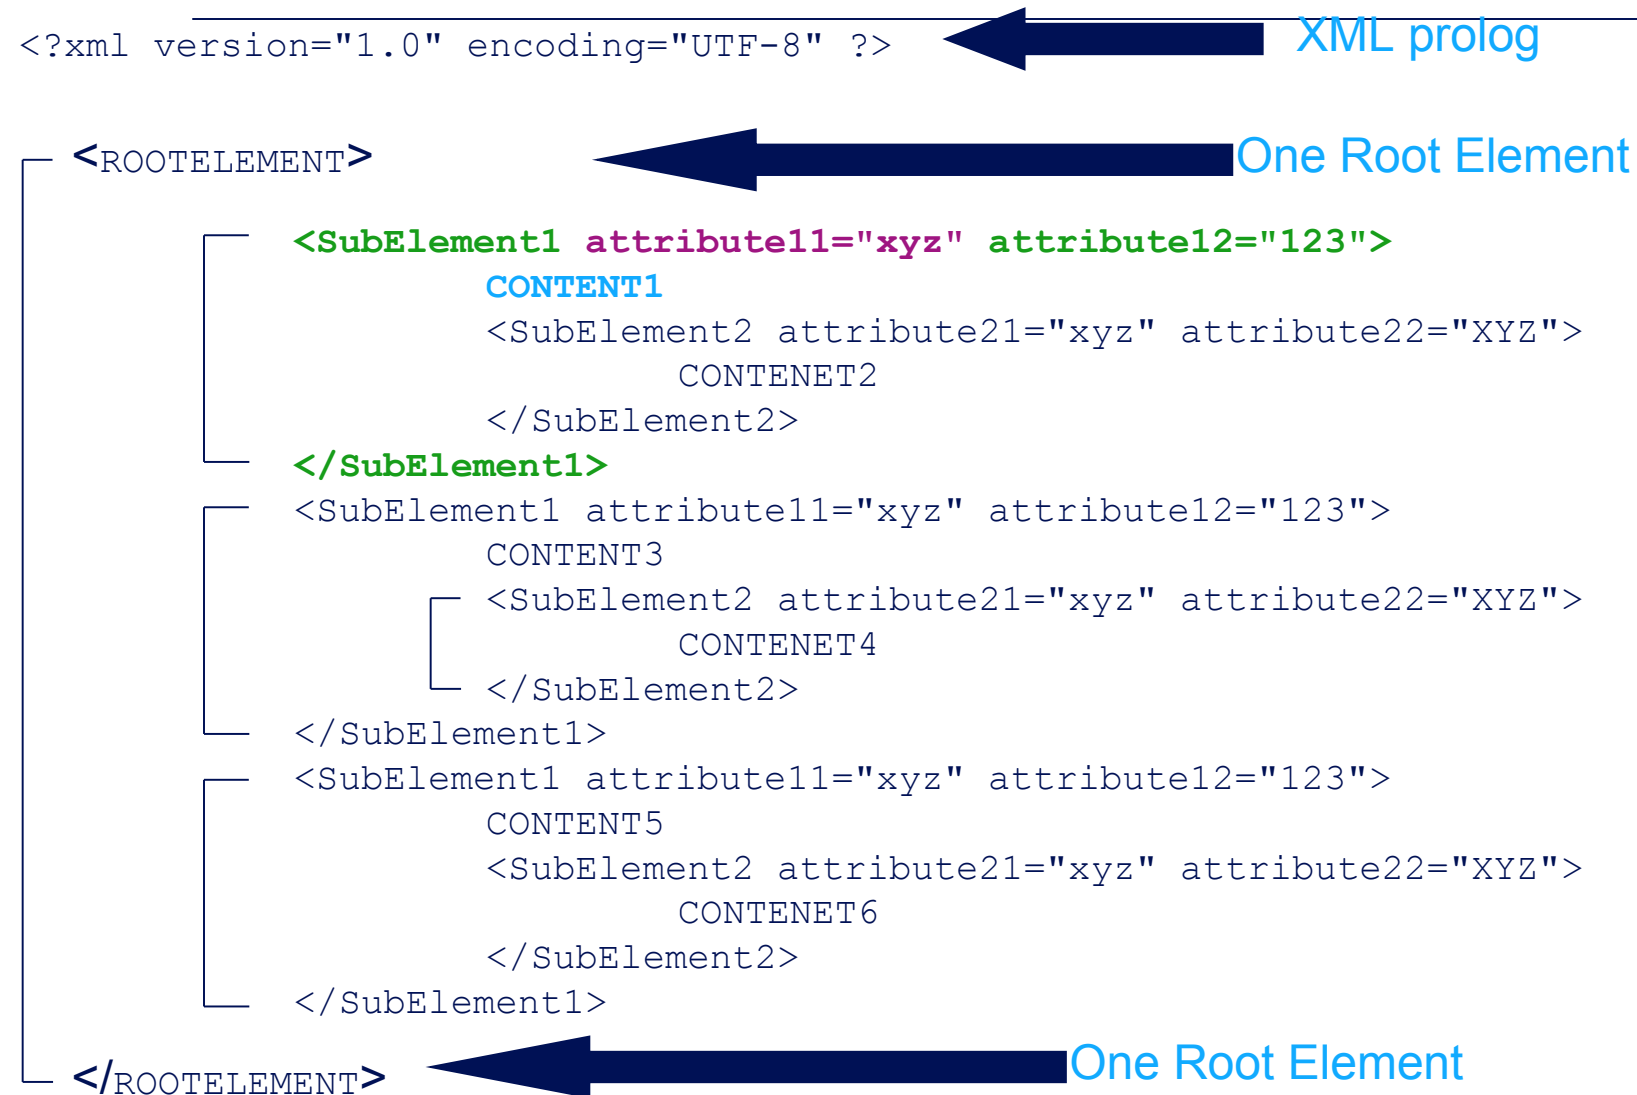 <?xml version="1.0" encoding="UTF-8" ?> XML prolog
<ROOTELEMENT> One Root Element
<SubElement1 attribute11="xyz" attribute12="123">
CONTENT1
<SubElement2 attribute21="xyz" attribute22="XYZ">
CONTENET2
</SubElement2>
</SubElement1>
<SubElement1 attribute11="xyz" attribute12="123">
CONTENT3
<SubElement2 attribute21="xyz" attribute22="XYZ">
CONTENET4
</SubElement2>
</SubElement1>
<SubElement1 attribute11="xyz" attribute12="123">
CONTENT5
<SubElement2 attribute21="xyz" attribute22="XYZ">
CONTENET6
</SubElement2>
</SubElement1>
</ROOTELEMENT> One Root Element